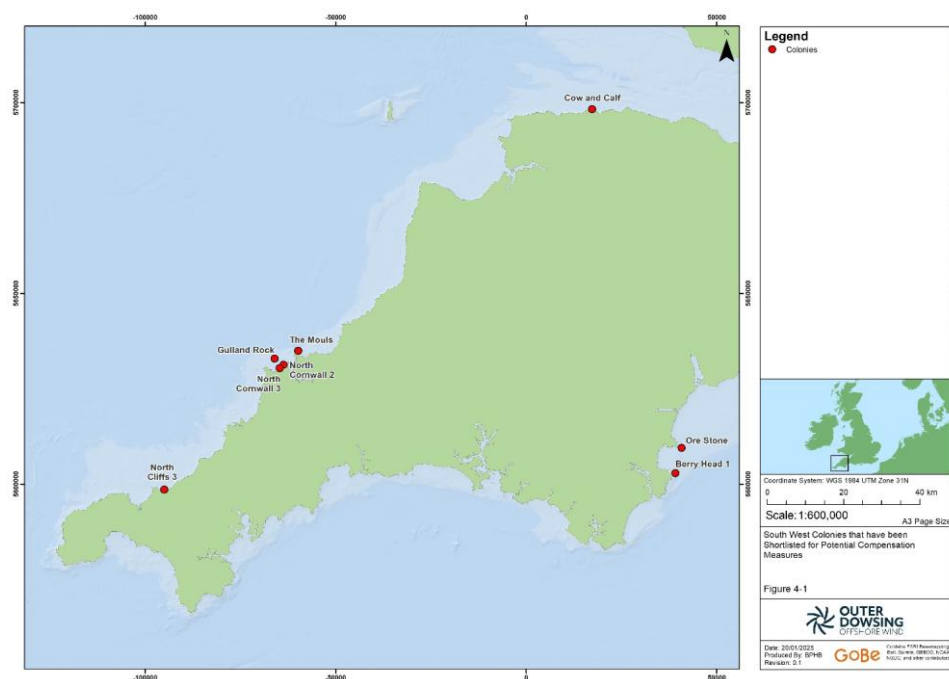 -100000
-50000
0
50000
5700000
5650000
5600000
5700000
5650000
5600000
N
Cow and Calf
The Mouls
Gulland Rock
North
Cornwall 2
North
Cornwall 3
North
Cliffs 3
Ore Stone
Berry Head 1
-100000
-50000
0
50000
Legend
Colonies
Coordinate System: WGS 1984 UTM Zone 31N
0 20 40 km
Scale: 1:600,000
A3 Page Size
South West Colonies that have been
Shortlisted for Potential Compensation
Measures
Figure 4-1
OUTER
DOWSING
OFFSHORE WIND
Date: 20/01/2025
Produced By: BPHB
Revision: 0.1
GoBe